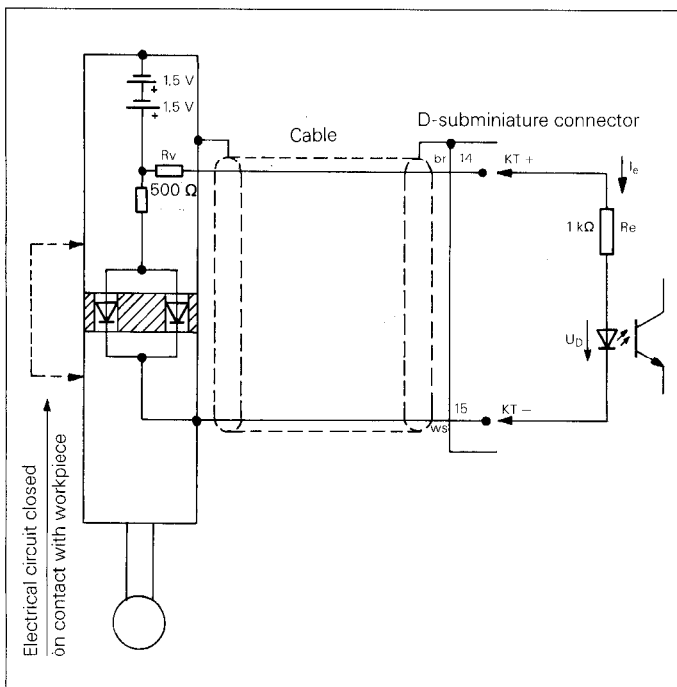 1,5 V
+
1,5 V
+
Cable
D-subminiature connector
Rv
500 Ω
br
14
KT +
Ie
1 kΩ
Re
UD
15
KT −
ws
Electrical circuit closed
on contact with workpiece